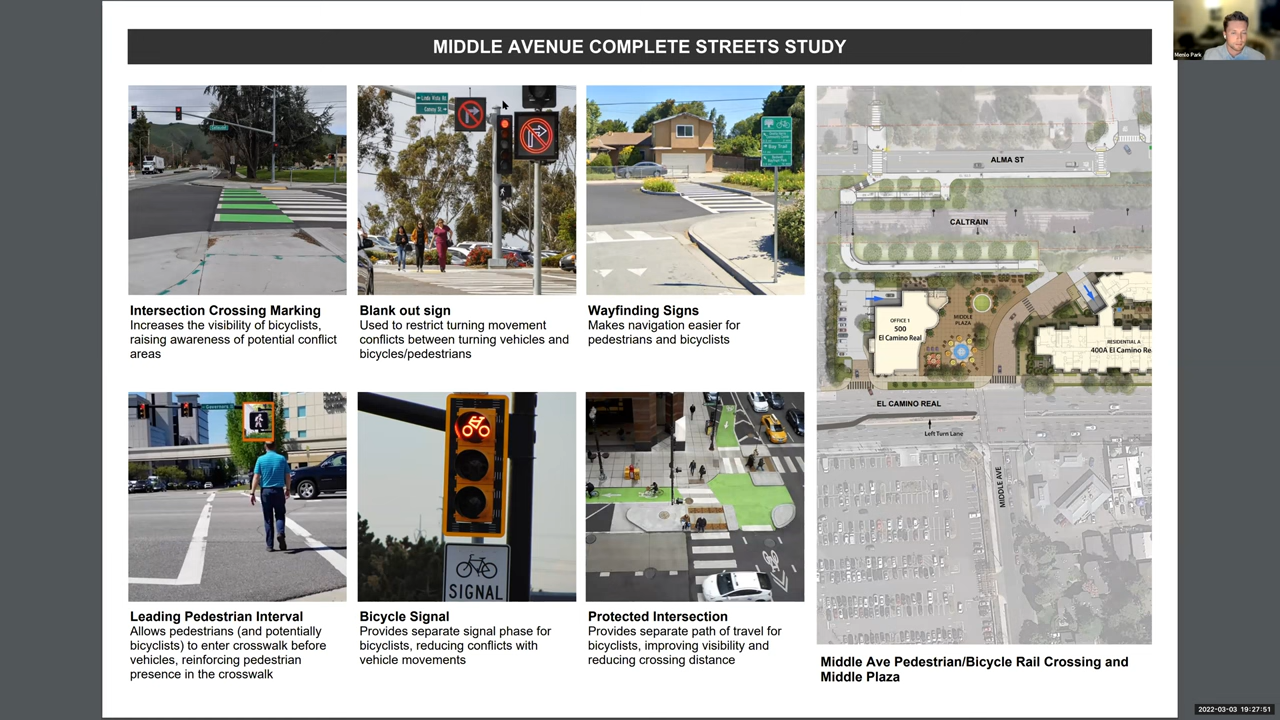 MIDDLE AVENUE COMPLETE STREETS STUDY
Menlo Park
Linda Vista St
Intersection Crossing Marking
Increases the visibility of bicyclists,
raising awareness of potential conflict
areas
Blank out sign
Used to restrict turning movement
conflicts between turning vehicles and
bicycles/pedestrians
Wayfinding Signs
Makes navigation easier for
pedestrians and bicyclists
SIGNAL
Leading Pedestrian Interval
Allows pedestrians (and potentially
bicyclists) to enter crosswalk before
vehicles, reinforcing pedestrian
presence in the crosswalk
Bicycle Signal
Provides separate signal phase for
bicyclists, reducing conflicts with
vehicle movements
Protected Intersection
Provides separate path of travel for
bicyclists, improving visibility and
reducing crossing distance
ALMA ST
CALTRAIN
OFFICE 1
500
El Camino Real
MIDDLE
PLAZA
RESIDENTIAL A
400A El Camino Re
EL CAMINO REAL
Left Turn Lane
MIDDLE AVE
Middle Ave Pedestrian/Bicycle Rail Crossing and
Middle Plaza
2022-03-03 19:27:51